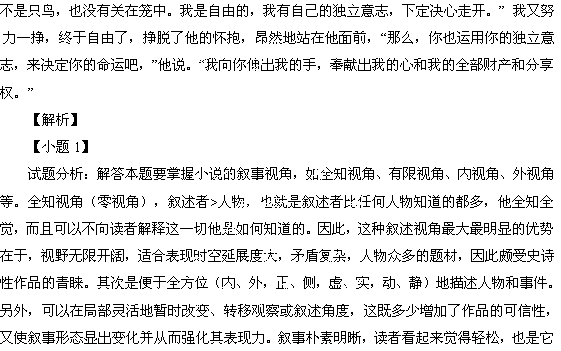 不是只鸟，也没有关在笼中。我是自由的，我有自己的独立意志，下定决心走开。” 我又努
力一挣，终于自由了，挣脱了他的怀抱，昂然地站在他面前，“那么，你也运用你的独立意
志，来决定你的命运吧，”他说。“我向你伸出我的手，奉献出我的心和我的全部财产和分享
权。”
【解析】
【小题 1】
试题分析：解答本题要掌握小说的叙事视角，如全知视角、有限视角、内视角、外视角
等。全知视角（零视角），叙述者>人物，也就是叙述者比任何人物知道的都多，他全知全
觉，而且可以不向读者解释这一切他是如何知道的。因此，这种叙述视角最大最明显的优势
在于，视野无限开阔，适合表现时空延展度大，矛盾复杂，人物众多的题材，因此颇受史诗
性作品的青睐。其次是便于全方位（内、外，正、侧，虚、实，动、静）地描述人物和事件。
另外，可以在局部灵活地暂时改变、转移观察或叙述角度，这既多少增加了作品的可信性，
又使叙事形态显出变化并从而强化其表现力。叙事朴素明晰，读者看起来觉得轻松，也是它